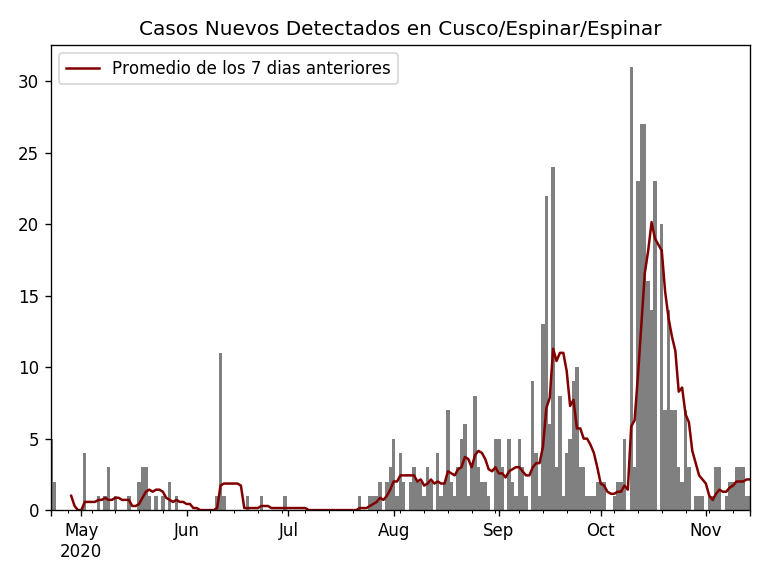 Casos Nuevos Detectados en Cusco/Espinar/Espinar
Promedio de los 7 dias anteriores
30
25
20
15
10
5
0
May Jun Jul Aug Sep Oct Nov
2020